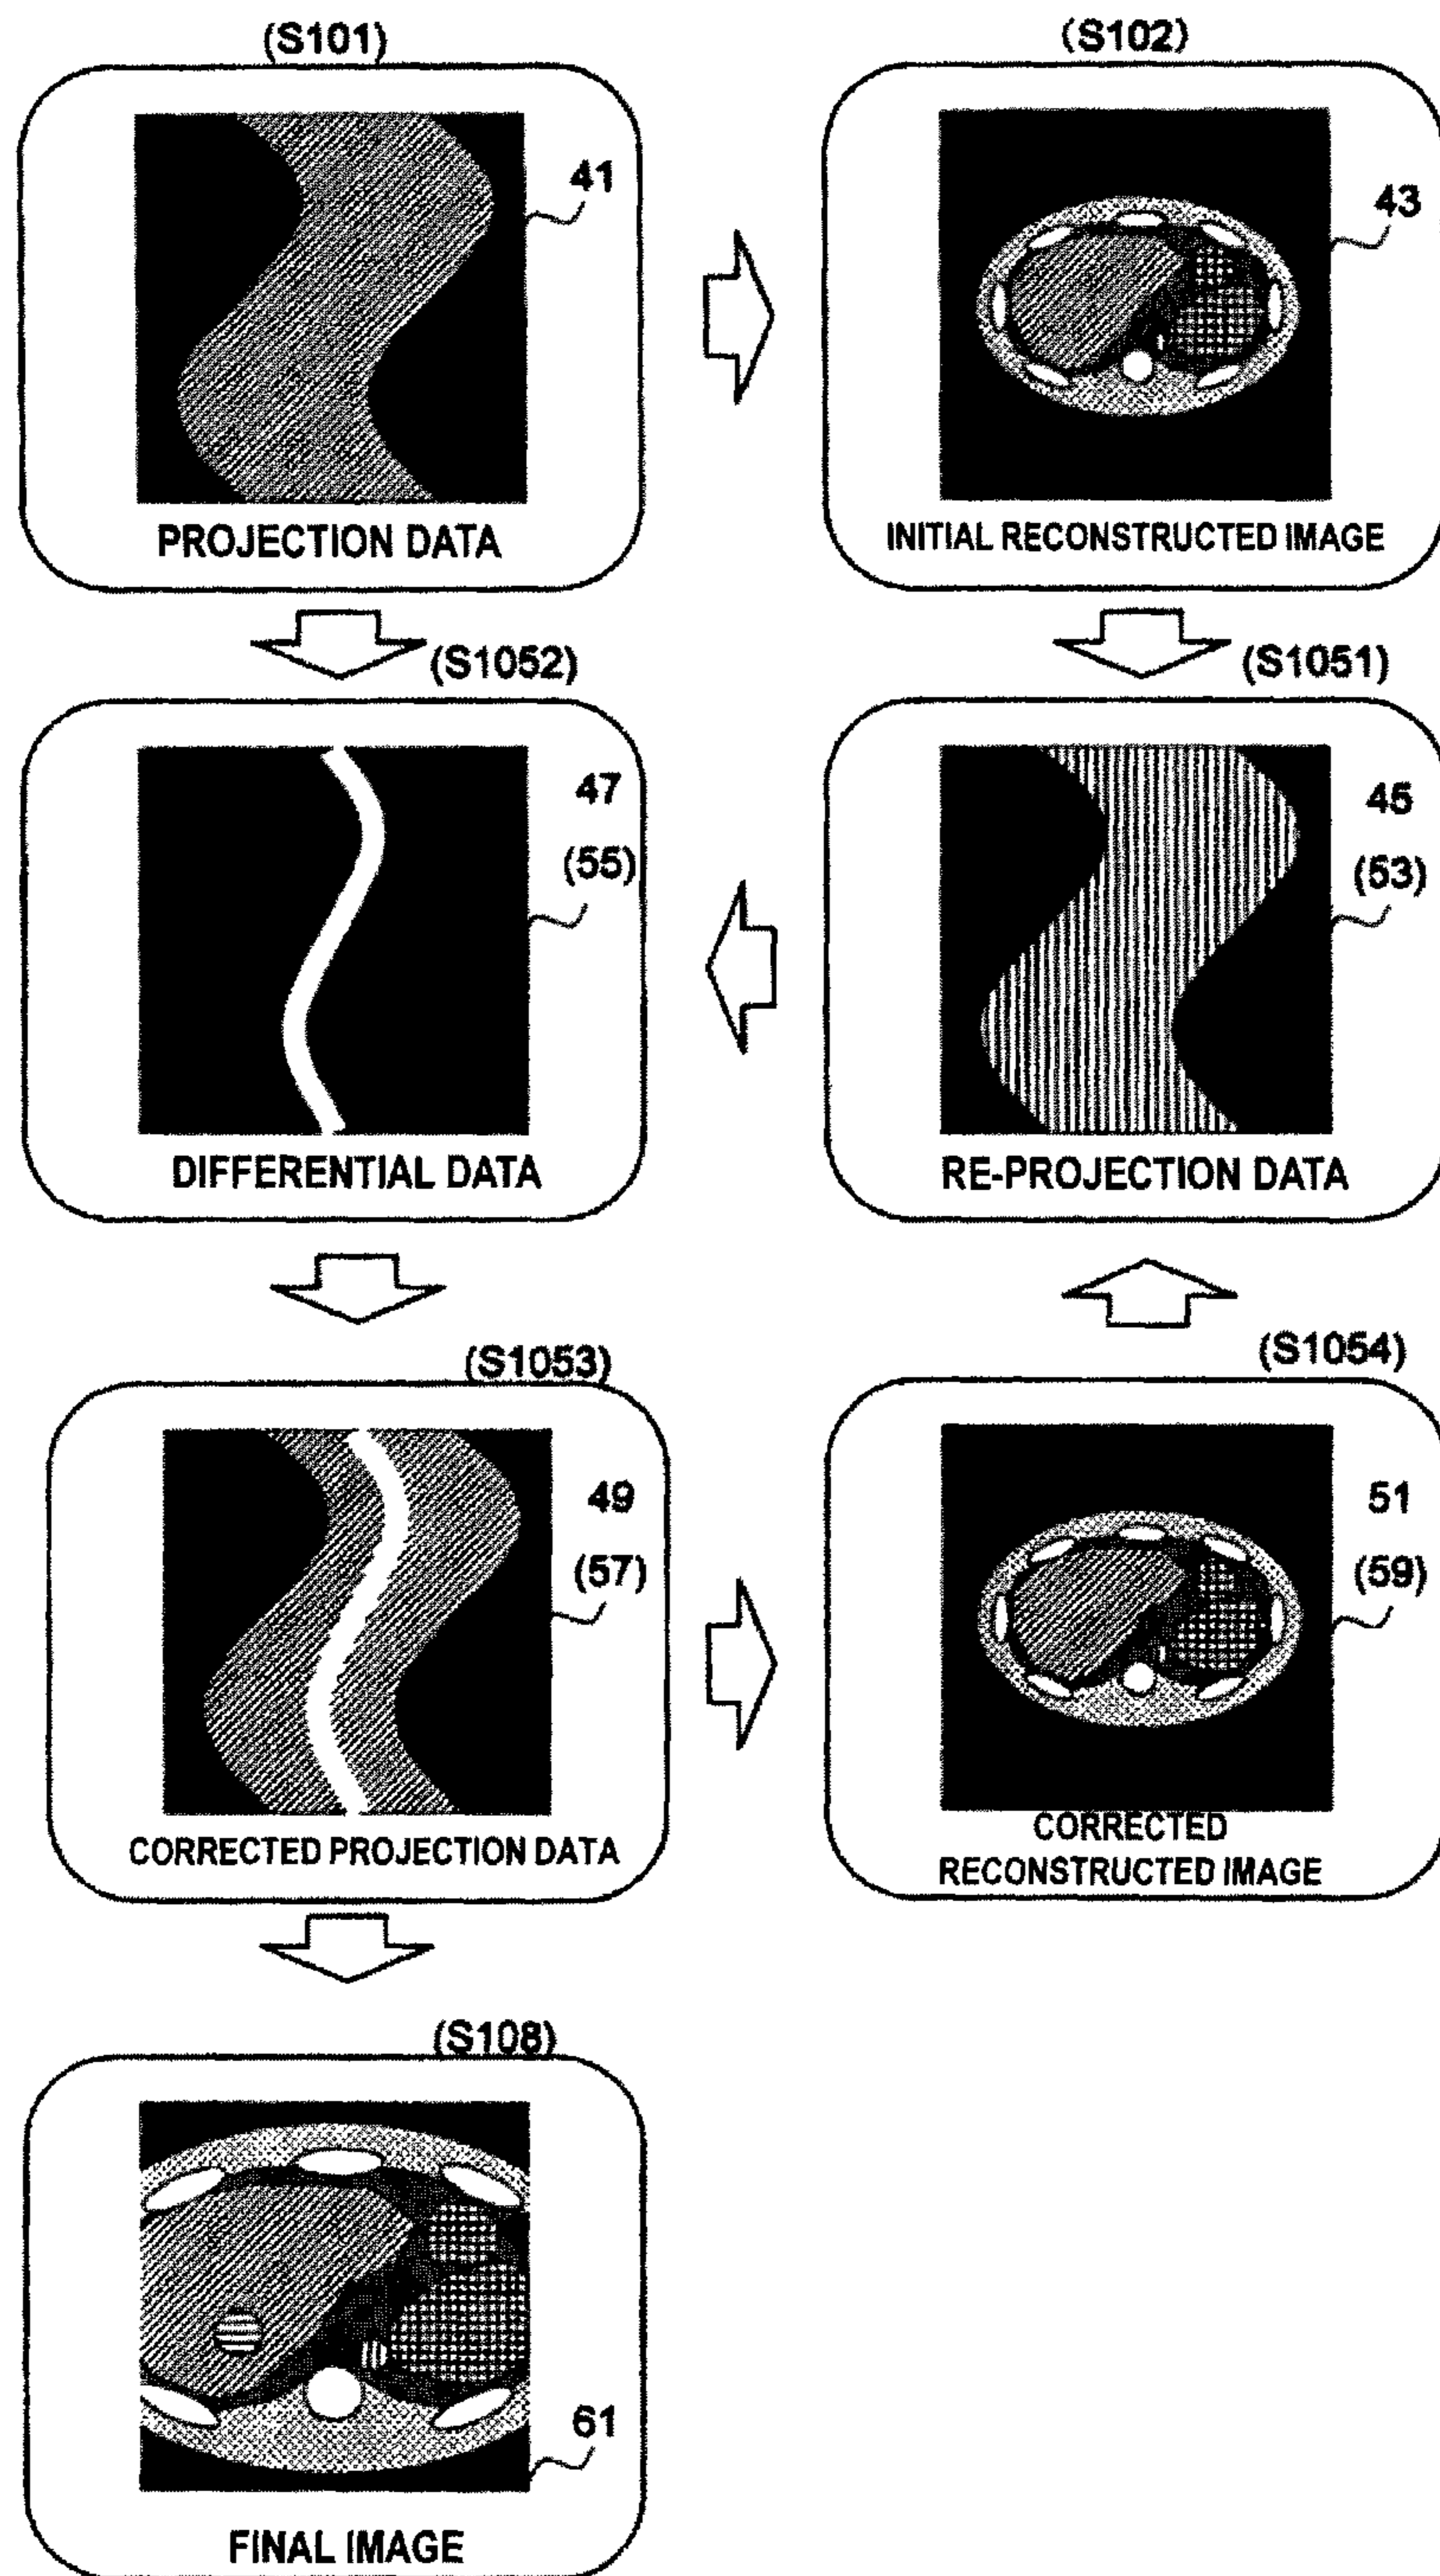 (S101)
41
PROJECTION DATA
(S102)
43
INITIAL RECONSTRUCTED IMAGE
(S1052)
47
(55)
DIFFERENTIAL DATA
(S1051)
45
(53)
RE-PROJECTION DATA
(S1053)
49
(57)
CORRECTED PROJECTION DATA
(S1054)
51
(59)
CORRECTED
RECONSTRUCTED IMAGE
(S108)
61
FINAL IMAGE